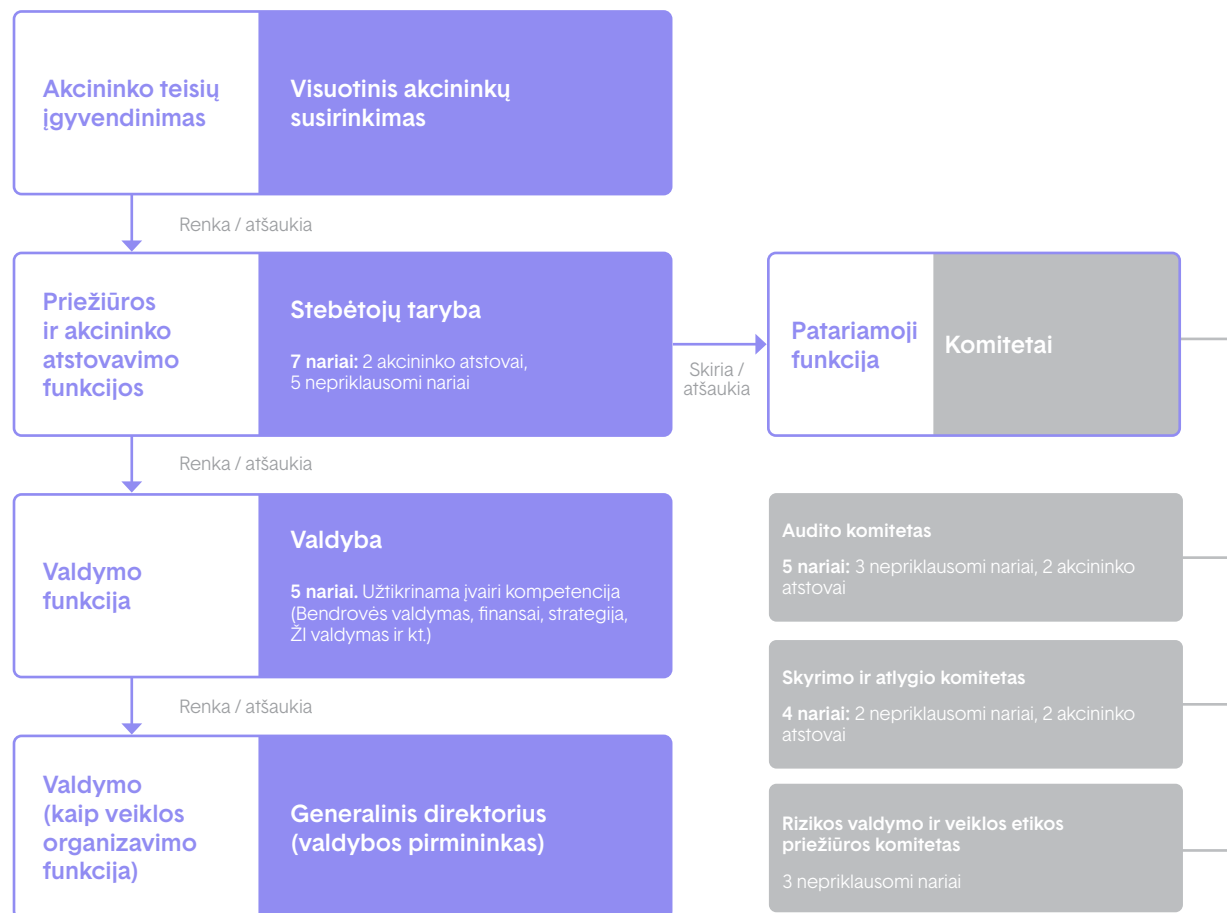 Akcininko teisių
įgyvendinimas
Visuotinis akcininkų
susirinkimas
Renka / atšaukia
Priežiūros
ir akcininko
atstovavimo
funkcijos
Stebėtojų taryba
7 nariai: 2 akcininko atstovai,
5 nepriklausomi nariai
Skiria /
atšaukia
Patariamoji
funkcija
Komitetai
Renka / atšaukia
Valdymo
funkcija
Valdyba
5 nariai. Užtikrinama įvairi kompetencija
(Bendrovės valdymas, finansai, strategija,
ŽI valdymas ir kt.)
Audito komitetas
5 nariai: 3 nepriklausomi nariai, 2 akcininko
atstovai
Skyrimo ir atlygio komitetas
4 nariai: 2 nepriklausomi nariai, 2 akcininko
atstovai
Renka / atšaukia
Valdymo
(kaip veiklos
organizavimo
funkcija)
Generalinis direktorius
(valdybos pirmininkas)
Rizikos valdymo ir veiklos etikos
priežiūros komitetas
3 nepriklausomi nariai